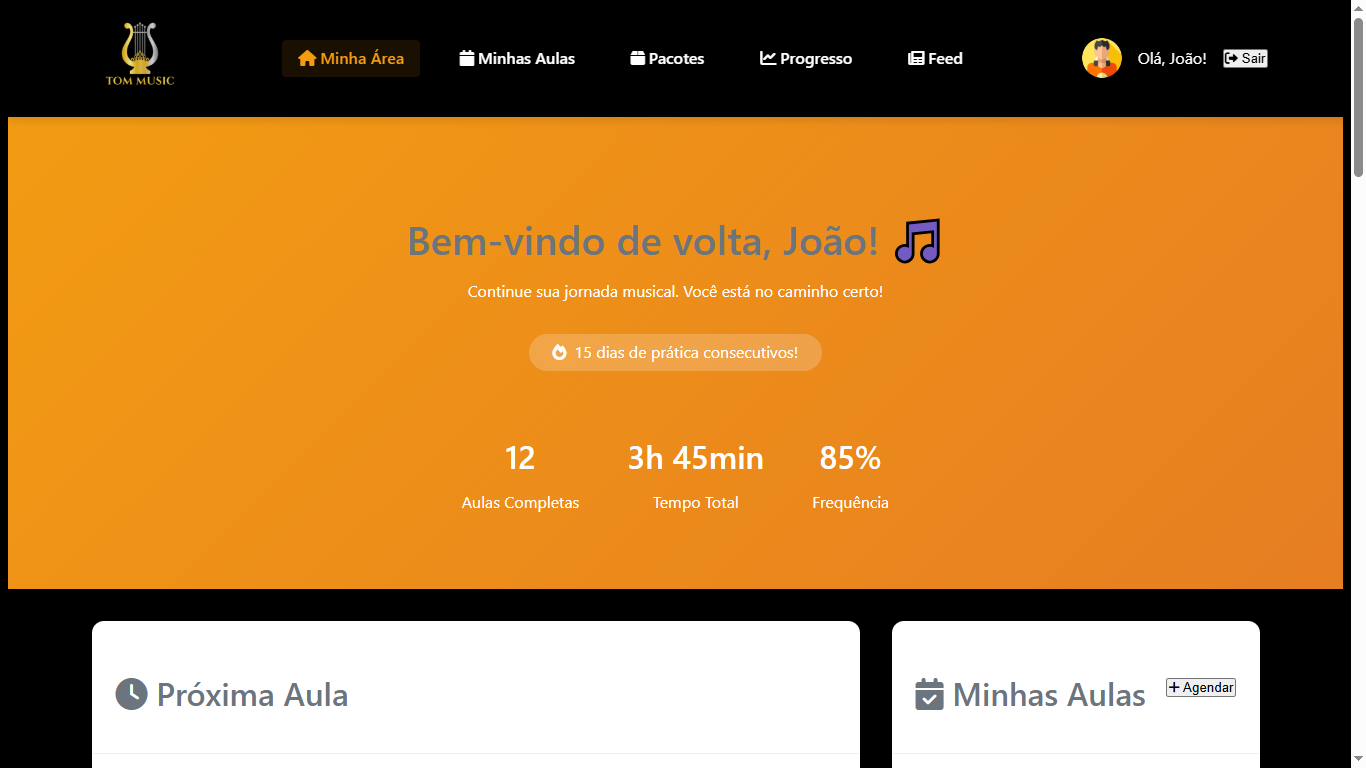 TOM MUSIC
Minha Área
Minhas Aulas
Pacotes
Progresso
Feed
Olá, João!
Sair
Bem-vindo de volta, João!
Continue sua jornada musical. Você está no caminho certo!
15 dias de prática consecutivos!
12
3h 45min
85%
Aulas Completas
Tempo Total
Frequência
Próxima Aula
Minhas Aulas
Agendar